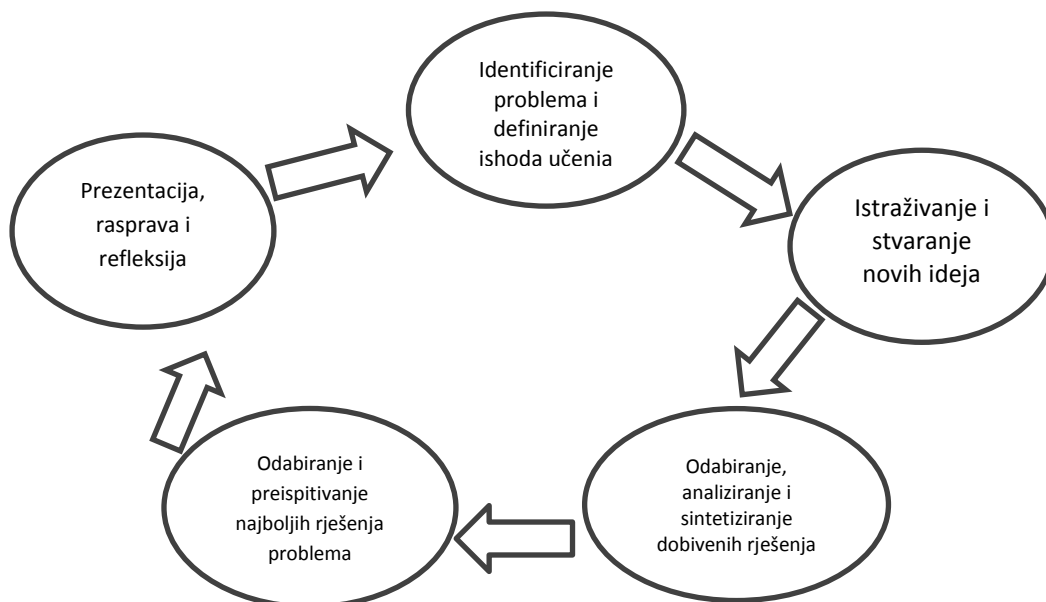 Identificiranje
problema i
definiranje
ishoda učenia
Istraživanje i
stvaranje
novih ideja
Odabiranje,
analiziranje i
sintetiziranje
dobivenih rješenja
Odabiranje i
preispitivanje
najboljih rješenja
problema
Prezentacija,
rasprava i
refleksija